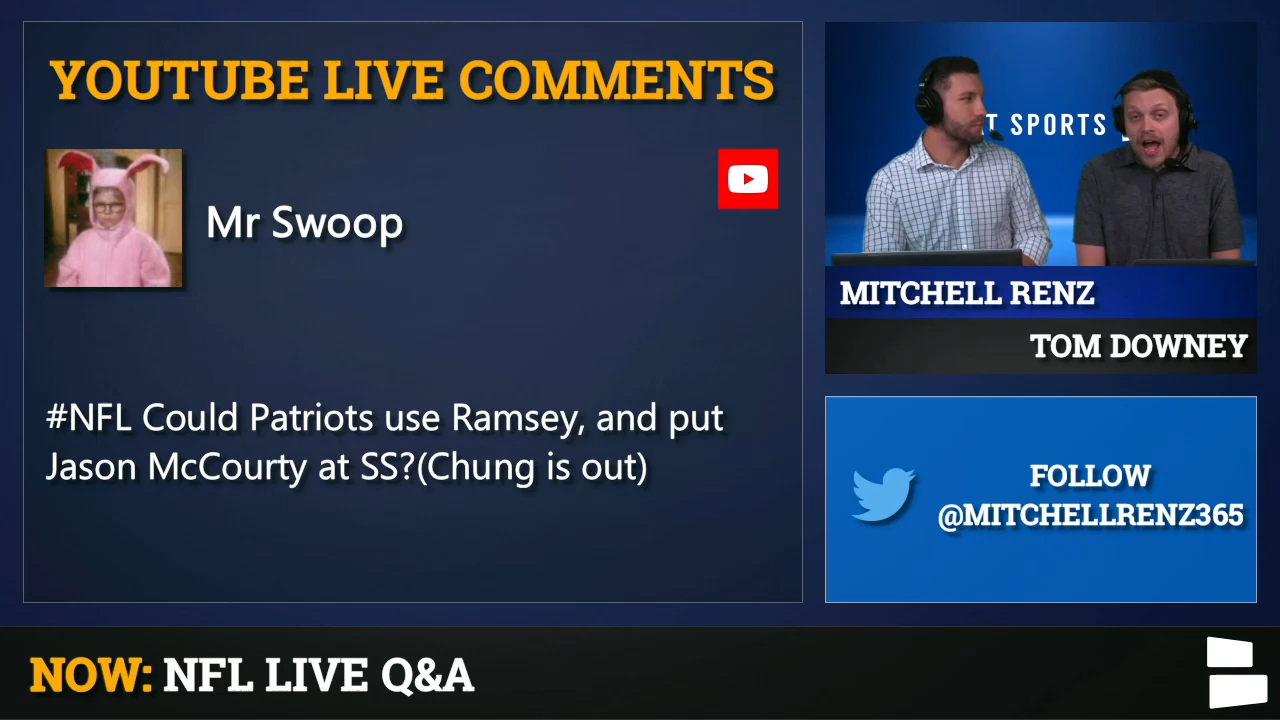 YOUTUBE LIVE COMMENTS
Mr Swoop
#NFL Could Patriots use Ramsey, and put
Jason McCourty at SS?(Chung is out)
T SPORTS
MITCHELL RENZ
TOM DOWNEY
FOLLOW
@MITCHELLRENZ365
NOW: NFL LIVE Q&A